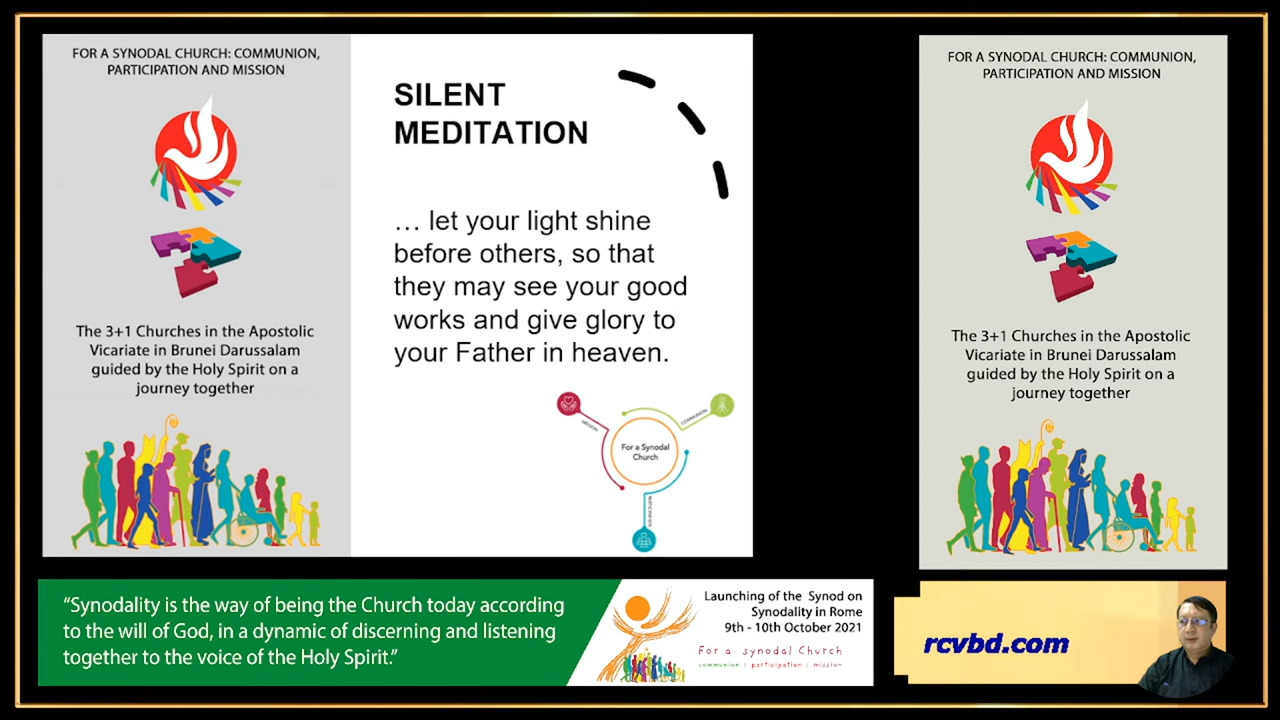 FOR A SYNODAL CHURCH: COMMUNION,
PARTICIPATION AND MISSION
The 3+1 Churches in the Apostolic
Vicariate in Brunei Darussalam
guided by the Holy Spirit on a
journey together
SILENT
MEDITATION
… let your light shine
before others, so that
they may see your good
works and give glory to
your Father in heaven.
MISSION
COMMUNION
For a Synodal
Church
PARTICIPATION
FOR A SYNODAL CHURCH: COMMUNION,
PARTICIPATION AND MISSION
The 3+1 Churches in the Apostolic
Vicariate in Brunei Darussalam
guided by the Holy Spirit on a
journey together
“Synodality is the way of being the Church today according
to the will of God, in a dynamic of discerning and listening
together to the voice of the Holy Spirit.”
Launching of the Synod on
Synodality in Rome
9th - 10th October 2021
For a synodal Church
communion | participation | mission
rcvbd.com